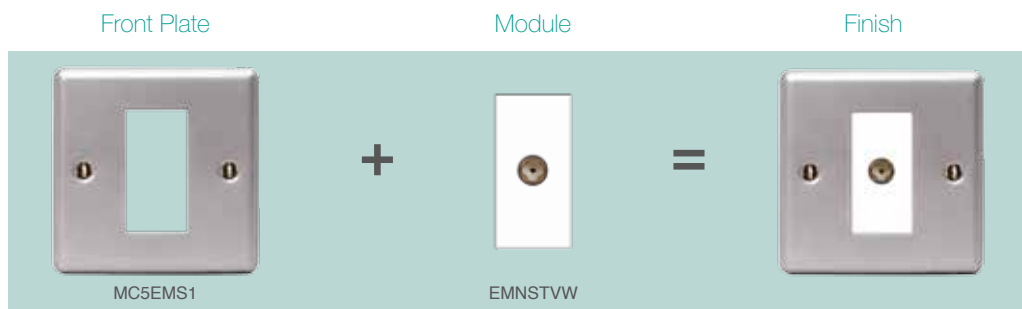 Front Plate Module Finish
+ =
MC5EMS1 EMNSTVW